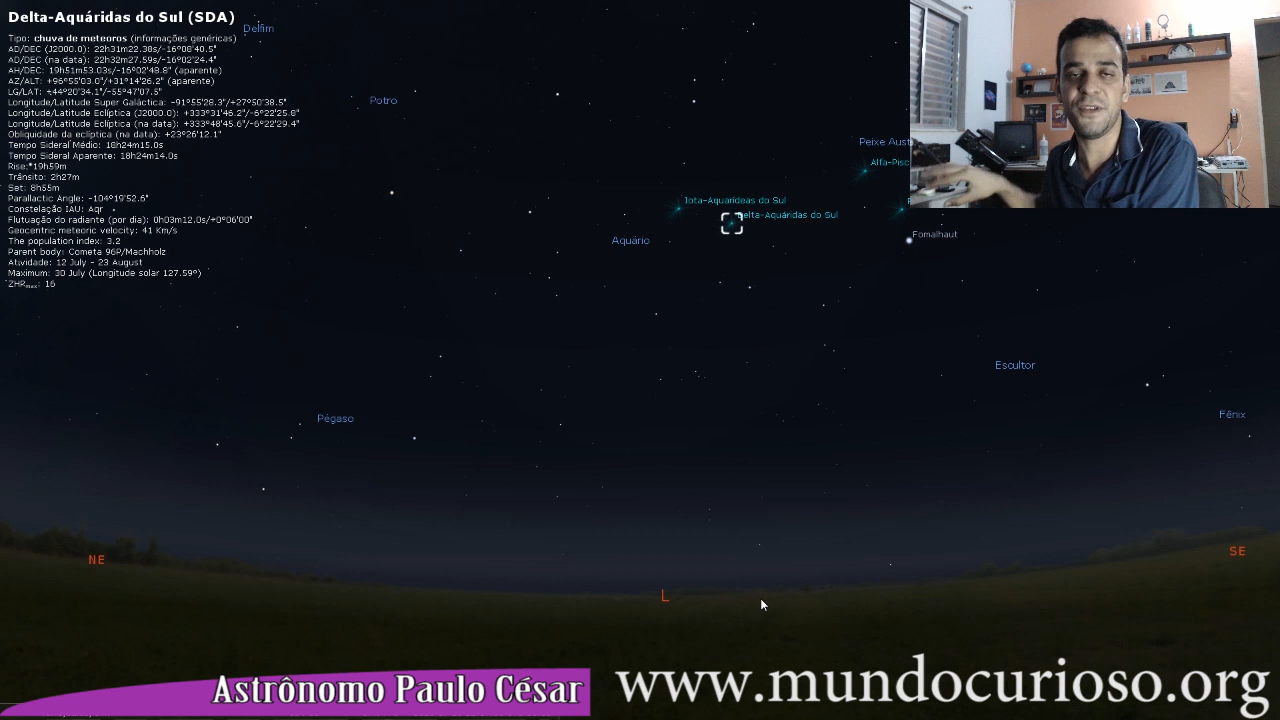 Delta-Aquáridas do Sul (SDA)
Tipo: chuva de meteoros (informações genéricas)
AD/DEC (J2000.0): 22h31m22.38s/-16°08'40.5"
AD/DEC (na data): 22h32m27.59s/-16°02'24.4"
AH/DEC: 19h51m53.03s/-16°02'48.8" (aparente)
AZ/ALT: +96°55'03.0"/+31°14'26.2" (aparente)
LG/LAT: +44°20'34.1"/-55°47'07.5"
Longitude/Latitude Super Galáctica: -91°55'28.3"/+27°50'38.5"
Longitude/Latitude Eclíptica (J2000.0): +333°31'45.2"/-6°22'25.6"
Longitude/Latitude Eclíptica (na data): +333°48'45.6"/-6°22'29.4"
Obliquidade da eclíptica (na data): +23°26'12.1"
Tempo Sideral Médio: 18h24m15.0s
Tempo Sideral Aparente: 18h24m14.0s
Rise: 19h59m
Trânsito: 2h27m
Set: 8h55m
Parallactic Angle: -104°19'52.6"
Constelação IAU: Aqr
Flutuação do radiante (por dia): 0h03m12.0s/+0°06'00"
Geocentric meteoric velocity: 41 Km/s
The population index: 3.2
Parent body: Cometa 96P/Machholz
Atividade: 12 July - 23 August
Maximum: 30 July (Longitude solar 127.59°)
ZHRmax: 16
Delfim
Potro
Peixe Aust
Alfa-Pisc
Iota-Aquarídeas do Sul
Delta-Aquáridas do Sul
Aquário
Fomalhaut
Escultor
Pégaso
Fênix
NE
SE
L
Astrônomo Paulo César
www.mundocurioso.org